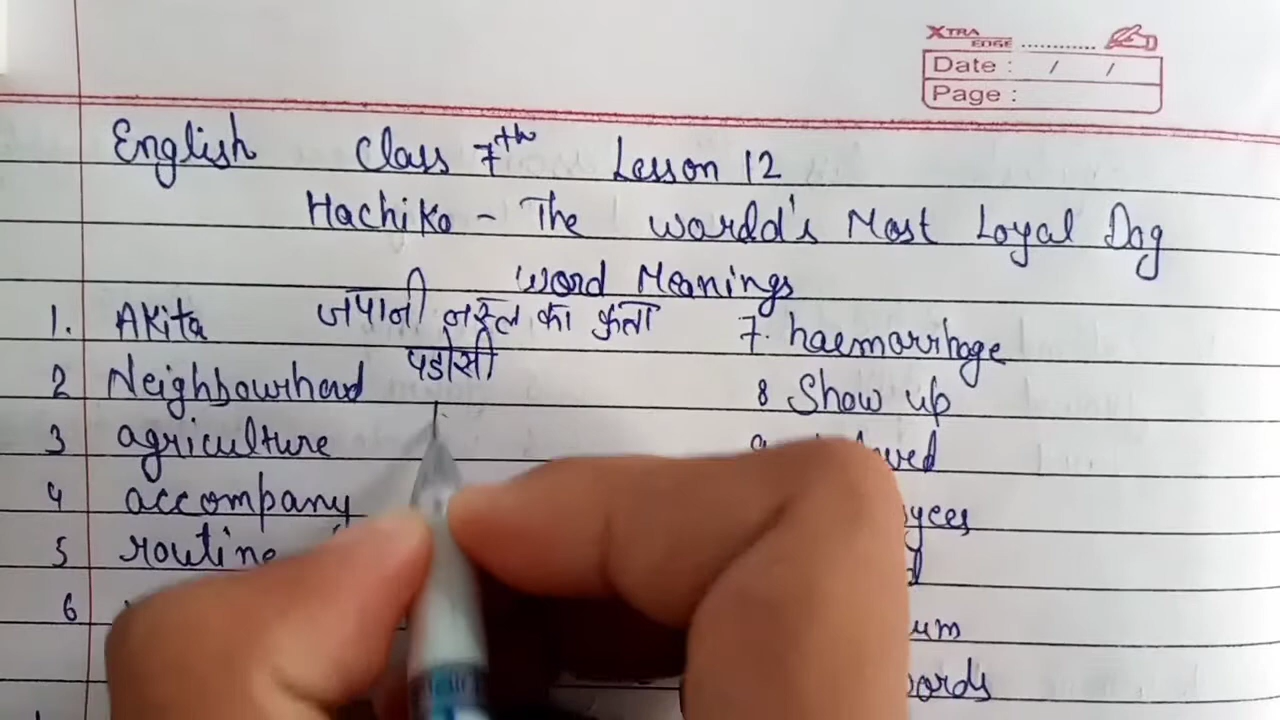 XTRA EDGE
Date : / /
Page :
English Class 7th Lesson 12
Hachiko - The World's Most Loyal Dog
Word Meanings
1. Akita जपानी नस्ल का कुत्ता
2 Neighbourhood पडोसी
3 agriculture
4 accompany
5 routine
6
7. haemorrhage
8 Show up